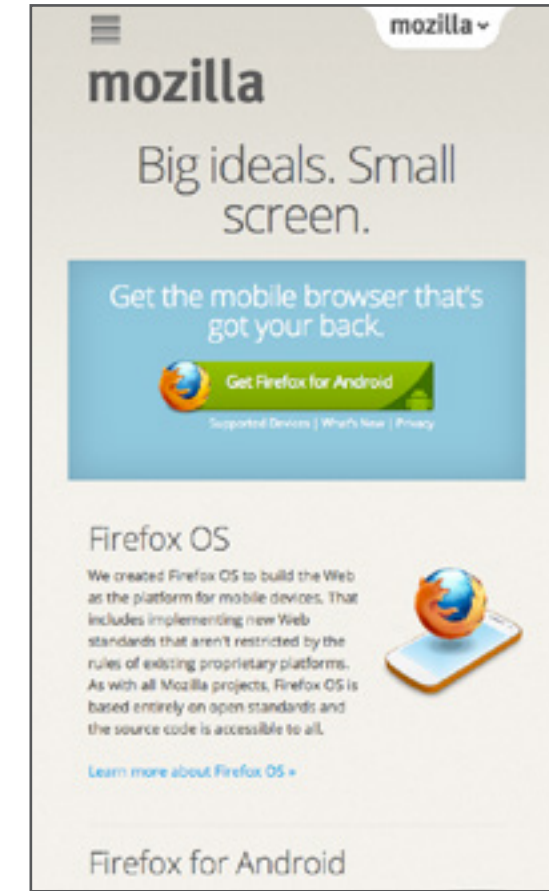 mozilla
mozilla
Big ideals. Small
screen.
Get the mobile browser that's
got your back.
Get Firefox for Android
Supported Devices | What's New | Privacy
Firefox OS
We created Firefox OS to build the Web
as the platform for mobile devices. That
includes implementing new Web
standards that aren't restricted by the
rules of existing proprietary platforms.
As with all Mozilla projects, Firefox OS is
based entirely on open standards and
the source code is accessible to all.
Learn more about Firefox OS »
Firefox for Android